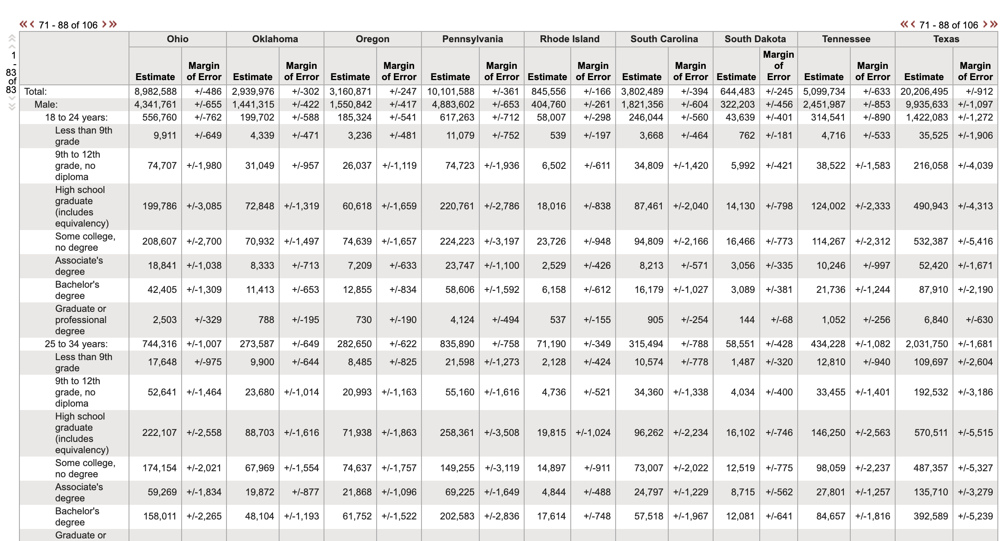 71 - 88 of 106 71 - 88 of 106
1 - 83 of 83
Ohio Oklahoma Oregon Pennsylvania Rhode Island South Carolina South Dakota Tennessee Texas
Estimate Margin of Error Estimate Margin of Error Estimate Margin of Error Estimate Margin of Error Estimate Margin of Error Estimate Margin of Error Estimate Margin of Error Estimate Margin of Error Estimate Margin of Error
Total: 8,982,588 +/-486 2,939,976 +/-302 3,160,871 +/-247 10,101,588 +/-361 845,556 +/-166 3,802,489 +/-394 644,483 +/-245 5,099,734 +/-633 20,206,495 +/-912
Male: 4,341,761 +/-655 1,441,315 +/-422 1,550,842 +/-417 4,883,602 +/-653 404,760 +/-261 1,821,356 +/-604 322,203 +/-456 2,451,987 +/-853 9,935,633 +/-1,097
18 to 24 years: 556,760 +/-762 199,702 +/-588 185,324 +/-541 617,263 +/-712 58,007 +/-298 246,044 +/-560 43,639 +/-401 314,541 +/-890 1,422,083 +/-1,272
Less than 9th grade 9,911 +/-649 4,339 +/-471 3,236 +/-481 11,079 +/-752 539 +/-197 3,668 +/-464 762 +/-181 4,716 +/-533 35,525 +/-1,906
9th to 12th grade, no diploma 74,707 +/-1,980 31,049 +/-957 26,037 +/-1,119 74,723 +/-1,936 6,502 +/-611 34,809 +/-1,420 5,992 +/-421 38,522 +/-1,583 216,058 +/-4,039
High school graduate (includes equivalency) 199,786 +/-3,085 72,848 +/-1,319 60,618 +/-1,659 220,761 +/-2,786 18,016 +/-838 87,461 +/-2,040 14,130 +/-798 124,002 +/-2,333 490,943 +/-4,313
Some college, no degree 208,607 +/-2,700 70,932 +/-1,497 74,639 +/-1,657 224,223 +/-3,197 23,726 +/-948 94,809 +/-2,166 16,466 +/-773 114,267 +/-2,312 532,387 +/-5,416
Associate's degree 18,841 +/-1,038 8,333 +/-713 7,209 +/-633 23,747 +/-1,100 2,529 +/-426 8,213 +/-571 3,056 +/-335 10,246 +/-997 52,420 +/-1,671
Bachelor's degree 42,405 +/-1,309 11,413 +/-653 12,855 +/-834 58,606 +/-1,592 6,158 +/-612 16,179 +/-1,027 3,089 +/-381 21,736 +/-1,244 87,910 +/-2,190
Graduate or professional degree 2,503 +/-329 788 +/-195 730 +/-190 4,124 +/-494 537 +/-155 905 +/-254 144 +/-68 1,052 +/-256 6,840 +/-630
25 to 34 years: 744,316 +/-1,007 273,587 +/-649 282,650 +/-622 835,890 +/-758 71,190 +/-349 315,494 +/-788 58,551 +/-428 434,228 +/-1,082 2,031,750 +/-1,681
Less than 9th grade 17,648 +/-975 9,900 +/-644 8,485 +/-825 21,598 +/-1,273 2,128 +/-424 10,574 +/-778 1,487 +/-320 12,810 +/-940 109,697 +/-2,604
9th to 12th grade, no diploma 52,641 +/-1,464 23,680 +/-1,014 20,993 +/-1,163 55,160 +/-1,616 4,736 +/-521 34,360 +/-1,338 4,034 +/-400 33,455 +/-1,401 192,532 +/-3,186
High school graduate (includes equivalency) 222,107 +/-2,558 88,703 +/-1,616 71,938 +/-1,863 258,361 +/-3,508 19,815 +/-1,024 96,262 +/-2,234 16,102 +/-746 146,250 +/-2,563 570,511 +/-5,515
Some college, no degree 174,154 +/-2,021 67,969 +/-1,554 74,637 +/-1,757 149,255 +/-3,119 14,897 +/-911 73,007 +/-2,022 12,519 +/-775 98,059 +/-2,237 487,357 +/-5,327
Associate's degree 59,269 +/-1,834 19,872 +/-877 21,868 +/-1,096 69,225 +/-1,649 4,844 +/-488 24,797 +/-1,229 8,715 +/-562 27,801 +/-1,257 135,710 +/-3,279
Bachelor's degree 158,011 +/-2,265 48,104 +/-1,193 61,752 +/-1,522 202,583 +/-2,836 17,614 +/-748 57,518 +/-1,967 12,081 +/-641 84,657 +/-1,816 392,589 +/-5,239
Graduate or